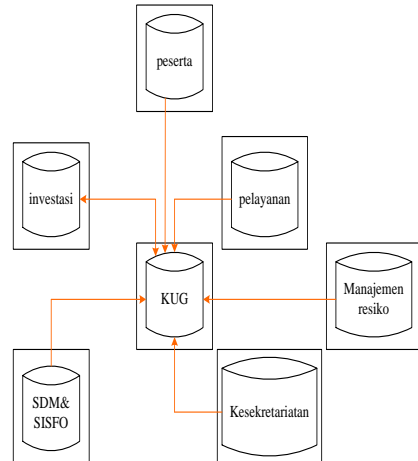 peserta
investasi
pelayanan
KUG
Manajemen
resiko
SDM&
SISFO
Kesekretariatan